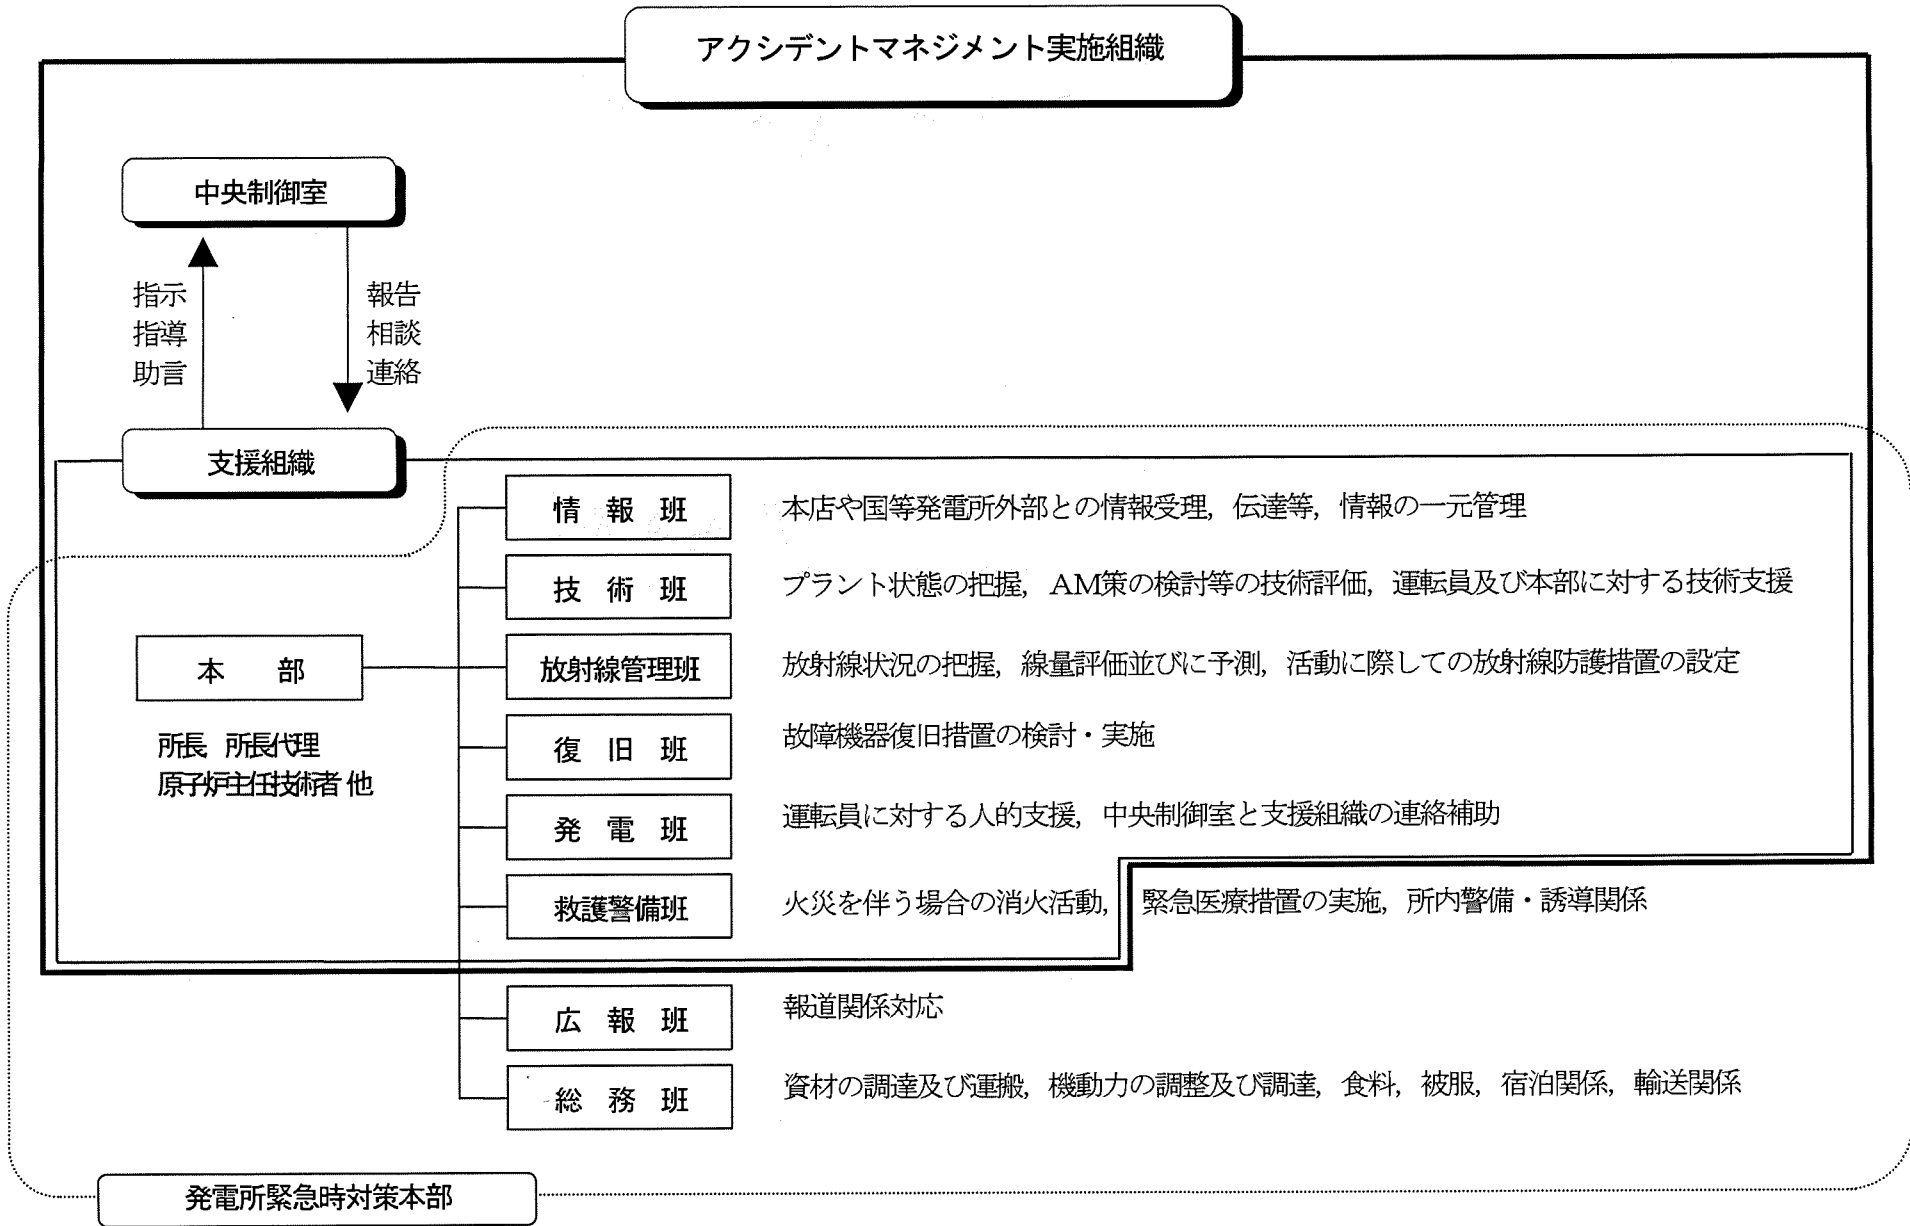 アクシデントマネジメント実施組織
中央制御室
指示
指導
助言
報告
相談
連絡
支援組織
情 報 班 本店や国等発電所外部との情報受理，伝達等，情報の一元管理
技 術 班 プラント状態の把握，AM策の検討等の技術評価，運転員及び本部に対する技術支援
本 部
所長 所長代理
原子炉主任技術者 他
放射線管理班 放射線状況の把握，線量評価並びに予測，活動に際しての放射線防護措置の設定
復 旧 班 故障機器復旧措置の検討・実施
発 電 班 運転員に対する人的支援，中央制御室と支援組織の連絡補助
救護警備班 火災を伴う場合の消火活動，緊急医療措置の実施，所内警備・誘導関係
広 報 班 報道関係対応
総 務 班 資材の調達及び運搬，機動力の調整及び調達，食料，被服，宿泊関係，輸送関係
発電所緊急時対策本部